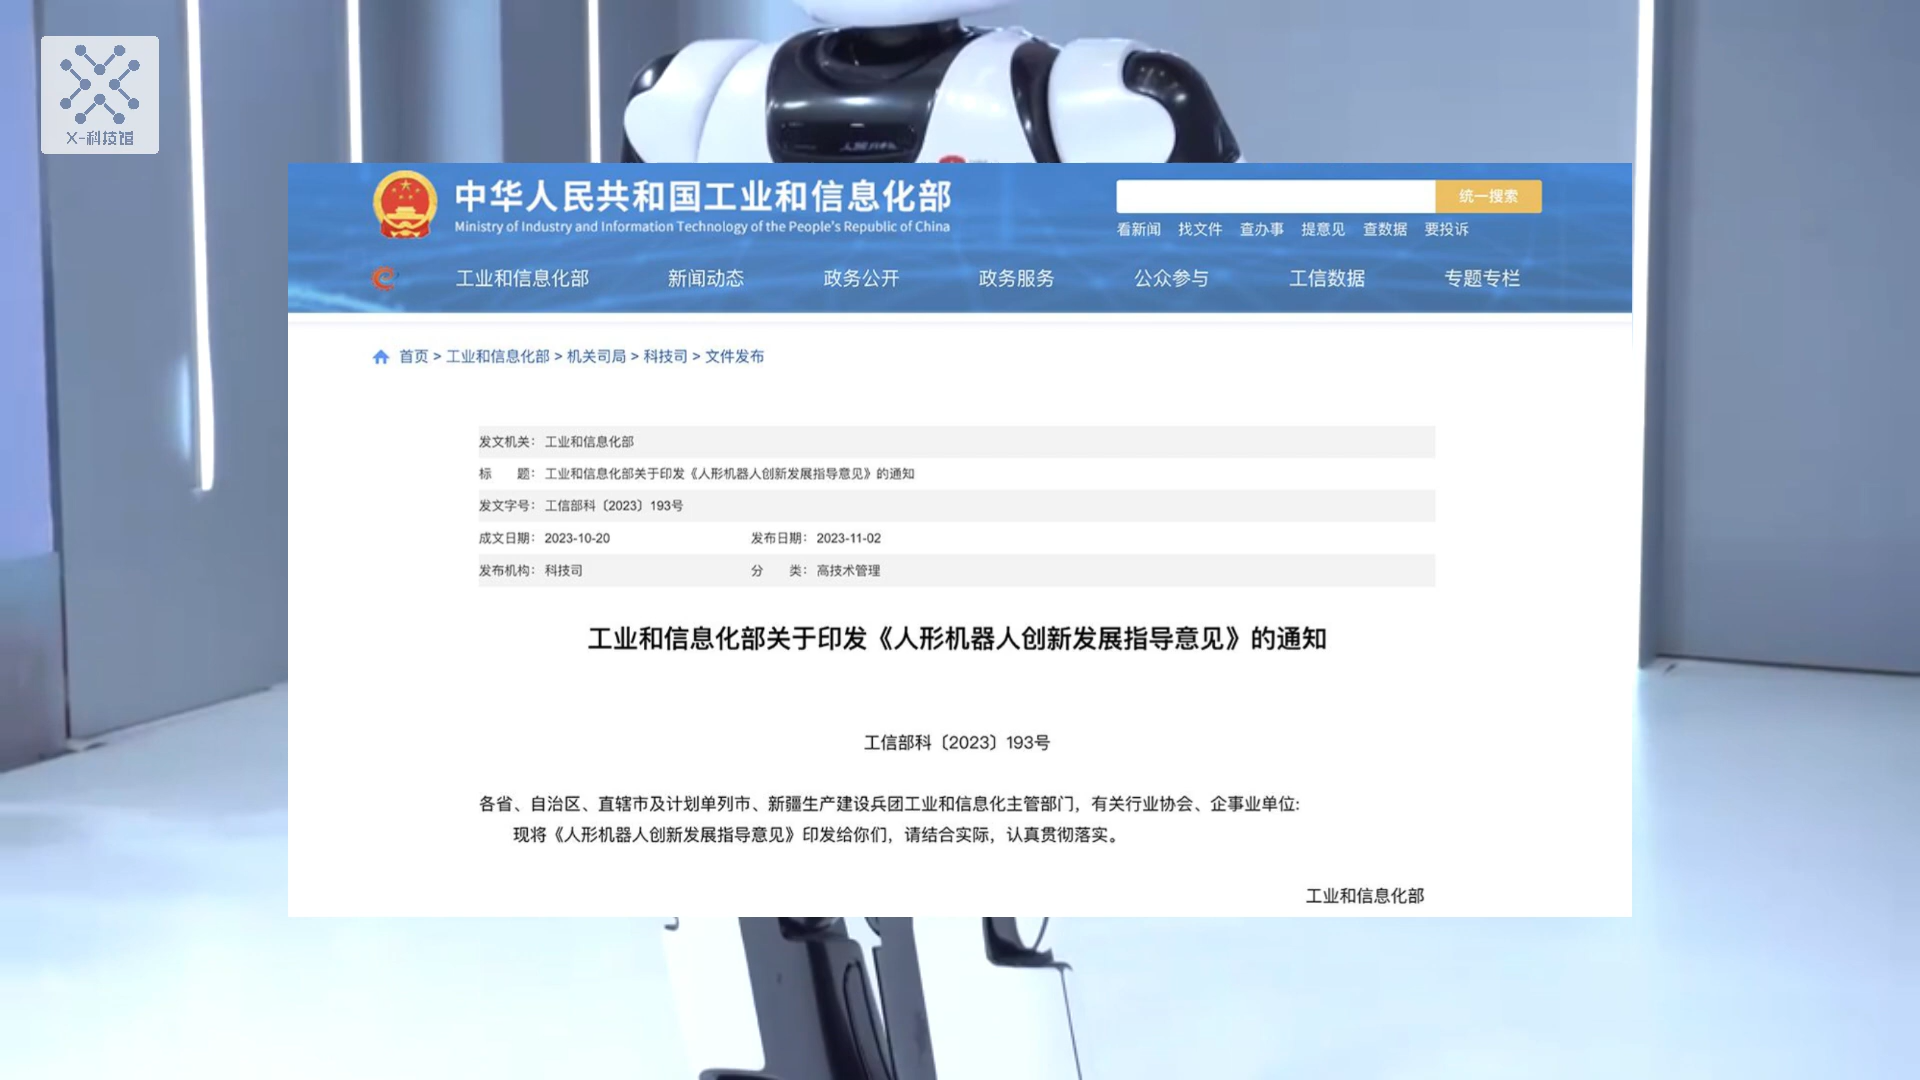 X-科技馆
中华人民共和国工业和信息化部
Ministry of Industry and Information Technology of the People's Republic of China
统一搜索
看新闻 找文件 查办事 提意见 查数据 要投诉
工业和信息化部 新闻动态 政务公开 政务服务 公众参与 工信数据 专题专栏
首页 > 工业和信息化部 > 机关司局 > 科技司 > 文件发布
发文机关: 工业和信息化部
标 题: 工业和信息化部关于印发《人形机器人创新发展指导意见》的通知
发文字号: 工信部科〔2023〕193号
成文日期: 2023-10-20 发布日期: 2023-11-02
发布机构: 科技司 分 类: 高技术管理
工业和信息化部关于印发《人形机器人创新发展指导意见》的通知
工信部科〔2023〕193号
各省、自治区、直辖市及计划单列市、新疆生产建设兵团工业和信息化主管部门，有关行业协会、企事业单位:
现将《人形机器人创新发展指导意见》印发给你们，请结合实际，认真贯彻落实。
工业和信息化部